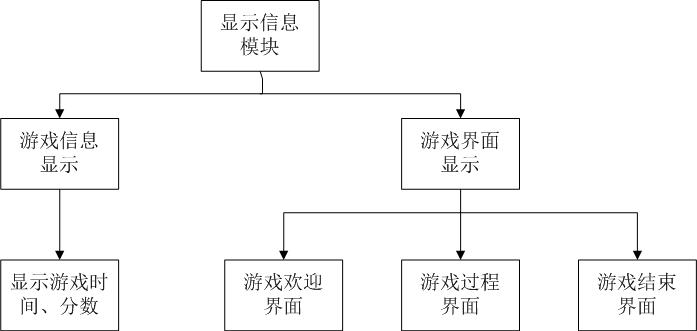 显示信息
模块
游戏信息
显示
游戏界面
显示
显示游戏时
间、分数
游戏欢迎
界面
游戏过程
界面
游戏结束
界面